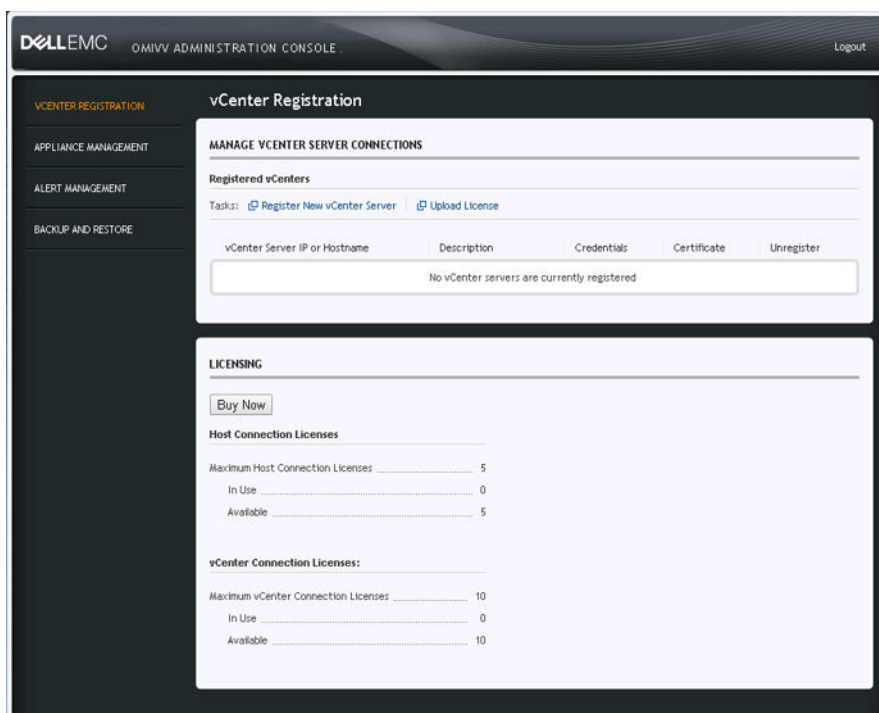 DELLEMC OMIVV ADMINISTRATION CONSOLE Logout
VCENTER REGISTRATION
APPLIANCE MANAGEMENT
ALERT MANAGEMENT
BACKUP AND RESTORE
vCenter Registration
MANAGE VCENTER SERVER CONNECTIONS
Registered vCenters
Tasks: Register New vCenter Server Upload License
vCenter Server IP or Hostname Description Credentials Certificate Unregister
No vCenter servers are currently registered
LICENSING
Buy Now
Host Connection Licenses
Maximum Host Connection Licenses 5
In Use 0
Available 5
vCenter Connection Licenses:
Maximum vCenter Connection Licenses 10
In Use 0
Available 10